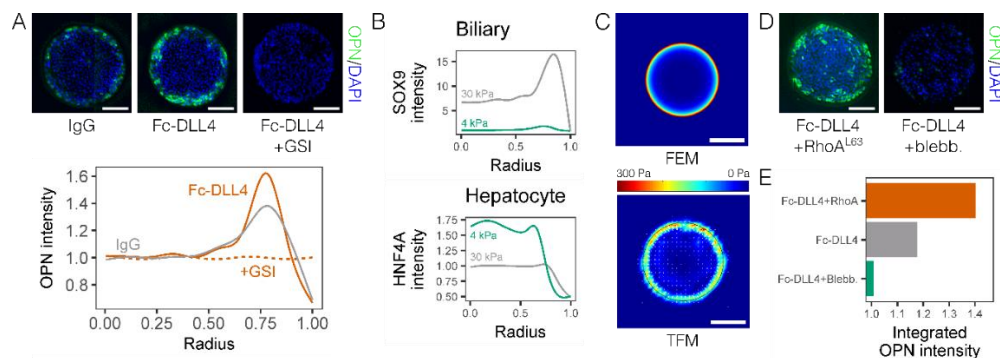 A
OPN/DAPI
IgG
Fc-DLL4
Fc-DLL4
+GSI
OPN intensity
1.6
1.4
1.2
1.0
0.8
Fc-DLL4
IgG
+GSI
0.00
0.25
0.50
0.75
1.00
Radius
B
Biliary
SOX9
intensity
15
10
5
30 kPa
4 kPa
0.0
0.5
1.0
Radius
Hepatocyte
HNF4A
intensity
1.75
1.50
1.25
1.00
0.75
0.50
4 kPa
30 kPa
0.0
0.5
1.0
Radius
C
FEM
300 Pa
0 Pa
TFM
D
OPN/DAPI
Fc-DLL4
+RhoAL63
Fc-DLL4
+blebb.
E
Fc-DLL4+RhoA
Fc-DLL4
Fc-DLL4+Blebb.
1.0
1.1
1.2
1.3
1.4
Integrated
OPN intensity